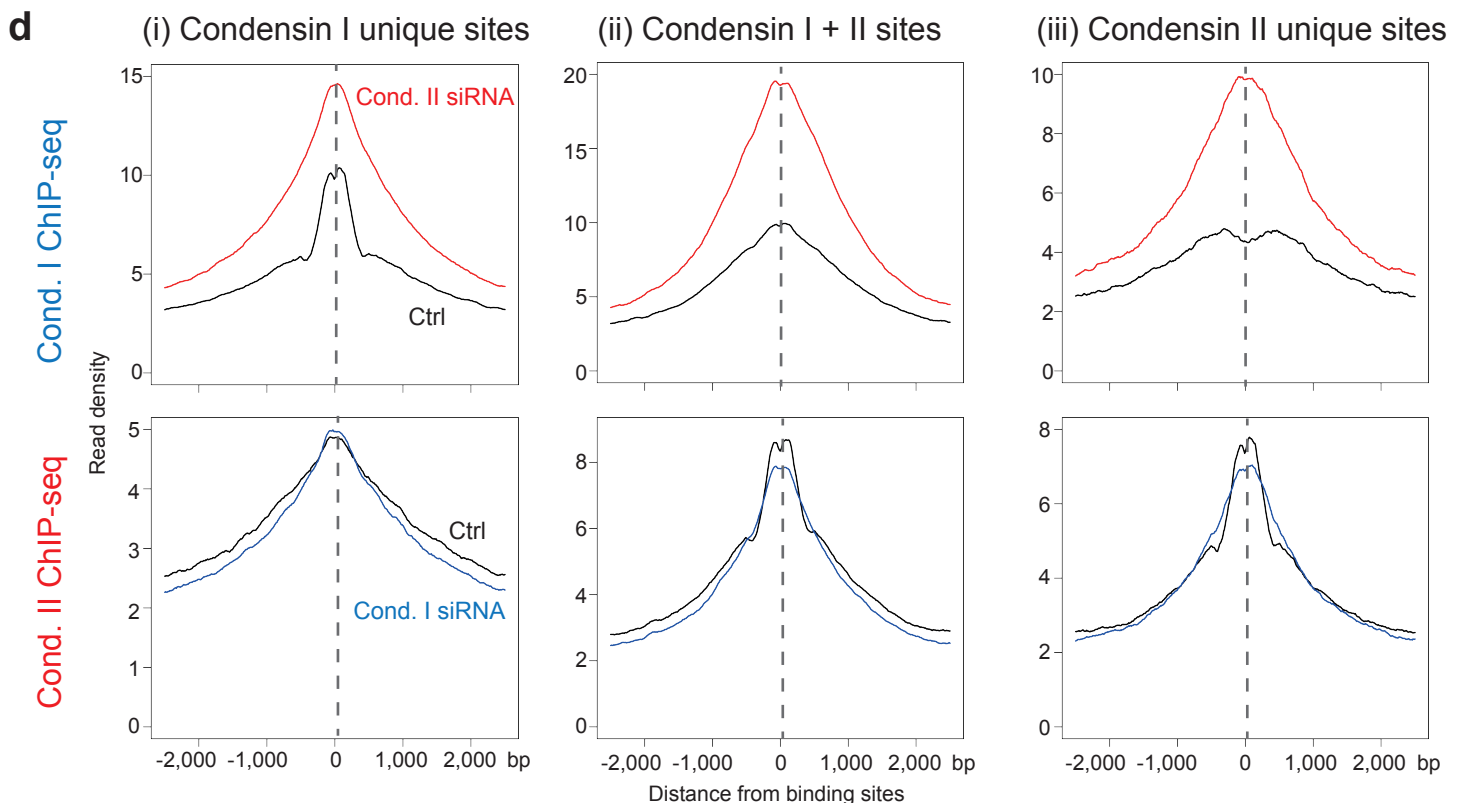 d
(i) Condensin I unique sites
(ii) Condensin I + II sites
(iii) Condensin II unique sites
Cond. I ChIP-seq
Cond. II ChIP-seq
Read density
15
10
5
0
Cond. II siRNA
Ctrl
20
15
10
5
0
10
8
6
4
2
0
5
4
3
2
1
0
Ctrl
Cond. I siRNA
8
6
4
2
0
8
6
4
2
0
-2,000 -1,000 0 1,000 2,000 bp
-2,000 -1,000 0 1,000 2,000 bp
-2,000 -1,000 0 1,000 2,000 bp
Distance from binding sites